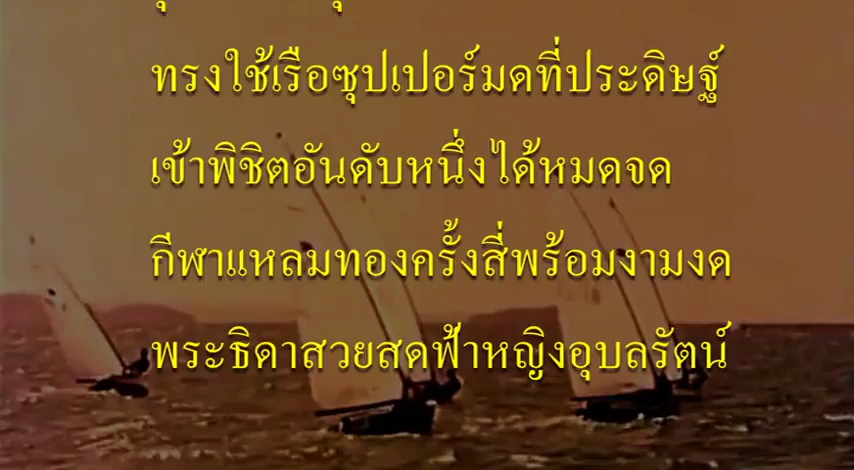 ทรงใช้เรือซุปเปอร์มดที่ประดิษฐ์
เข้าพิชิตอันดับหนึ่งได้หมดจด
กีฬาแหลมทองครั้งสี่พร้อมงามงด
พระธิดาสวยสดฟ้าหญิงอุบลรัตน์